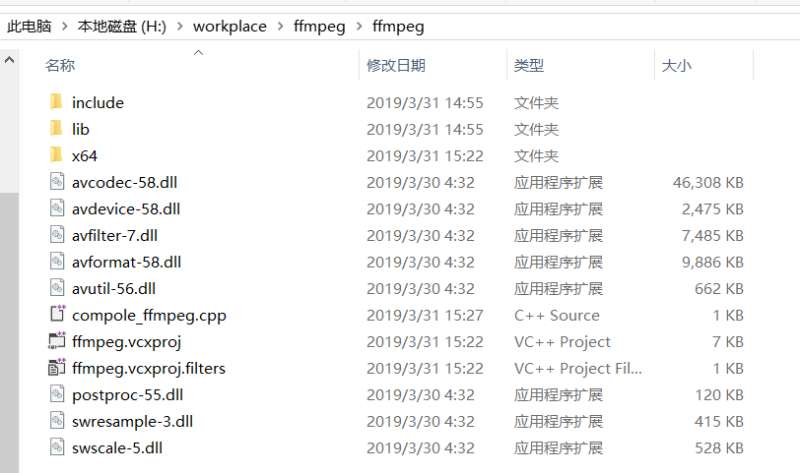 此电脑 > 本地磁盘 (H:) > workplace > ffmpeg > ffmpeg
名称 修改日期 类型 大小
include 2019/3/31 14:55 文件夹
lib 2019/3/31 14:55 文件夹
x64 2019/3/31 15:22 文件夹
avcodec-58.dll 2019/3/30 4:32 应用程序扩展 46,308 KB
avdevice-58.dll 2019/3/30 4:32 应用程序扩展 2,475 KB
avfilter-7.dll 2019/3/30 4:32 应用程序扩展 7,485 KB
avformat-58.dll 2019/3/30 4:32 应用程序扩展 9,886 KB
avutil-56.dll 2019/3/30 4:32 应用程序扩展 662 KB
compole_ffmpeg.cpp 2019/3/31 15:27 C++ Source 1 KB
ffmpeg.vcxproj 2019/3/31 15:22 VC++ Project 7 KB
ffmpeg.vcxproj.filters 2019/3/31 15:22 VC++ Project Fil... 1 KB
postproc-55.dll 2019/3/30 4:32 应用程序扩展 120 KB
swresample-3.dll 2019/3/30 4:32 应用程序扩展 415 KB
swscale-5.dll 2019/3/30 4:32 应用程序扩展 528 KB